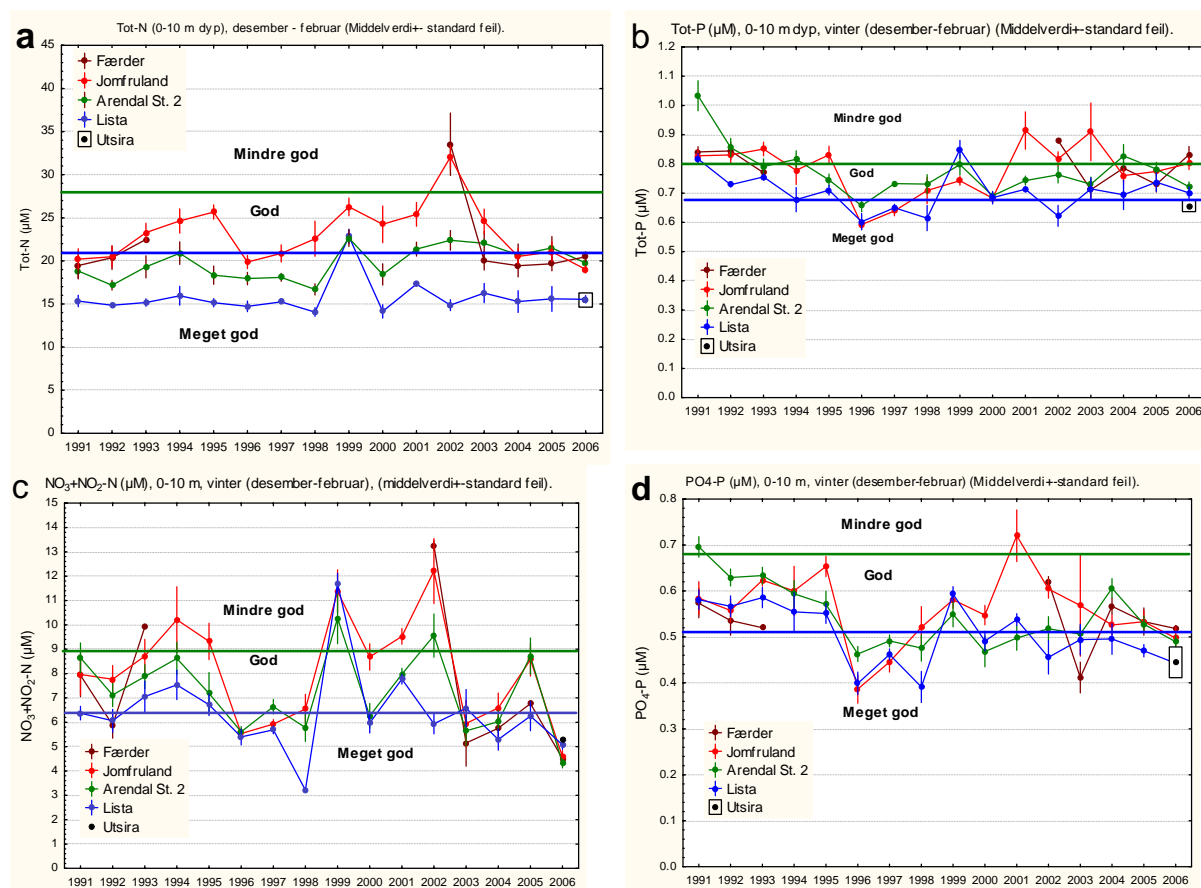 a
Tot-N (0-10 m dyp), desember - februar (Middelverdi+- standard feil).
45
40
35
30
25
20
15
10
5
0
Tot-N (µM)
Færder
Jomfruland
Arendal St. 2
Lista
Utsira
Mindre god
God
Meget god
1991 1992 1993 1994 1995 1996 1997 1998 1999 2000 2001 2002 2003 2004 2005 2006
b
Tot-P (µM), 0-10 m dyp, vinter (desember-februar) (Middelverdi+-standard feil).
1.2
1.1
1.0
0.9
0.8
0.7
0.6
0.5
0.4
0.3
0.2
0.1
0.0
Tot-P (µM)
Mindre god
God
Meget god
Færder
Jomfruland
Arendal St. 2
Lista
Utsira
1991 1992 1993 1994 1995 1996 1997 1998 1999 2000 2001 2002 2003 2004 2005 2006
c
NO3+NO2-N (µM), 0-10 m, vinter (desember-februar), (middelverdi+-standard feil).
15
14
13
12
11
10
9
8
7
6
5
4
3
2
1
0
NO3+NO2-N (µM)
Mindre god
God
Meget god
Færder
Jomfruland
Arendal St. 2
Lista
Utsira
1991 1992 1993 1994 1995 1996 1997 1998 1999 2000 2001 2002 2003 2004 2005 2006
d
PO4-P (µM), 0-10 m, vinter (desember-februar) (Middelverdi+-standard feil).
0.8
0.7
0.6
0.5
0.4
0.3
0.2
0.1
0.0
PO4-P (µM)
Mindre god
God
Meget god
Færder
Jomfruland
Arendal St. 2
Lista
Utsira
1991 1992 1993 1994 1995 1996 1997 1998 1999 2000 2001 2002 2003 2004 2005 2006